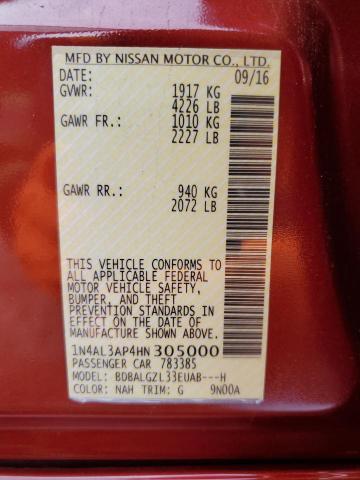 MFD BY NISSAN MOTOR CO., LTD.
DATE: 09/16
GVWR: 1917 KG
4226 LB
GAWR FR.: 1010 KG
2227 LB
GAWR RR.: 940 KG
2072 LB
THIS VEHICLE CONFORMS TO
ALL APPLICABLE FEDERAL
MOTOR VEHICLE SAFETY,
BUMPER, AND THEFT
PREVENTION STANDARDS IN
EFFECT ON THE DATE OF
MANUFACTURE SHOWN ABOVE.
1N4AL3AP4HN305000
PASSENGER CAR 783385
MODEL: BDBALGZL33EUAB---H
COLOR: NAH TRIM: G 9N00A